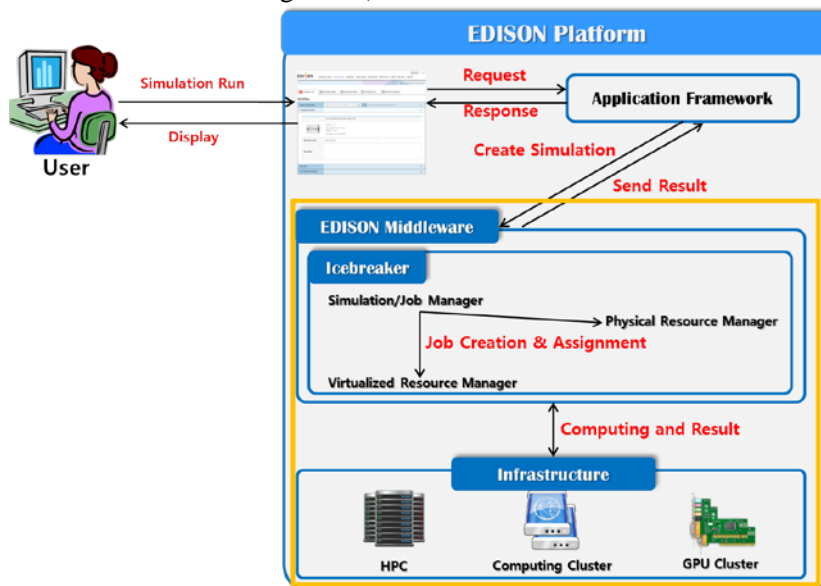 EDISON Platform
Simulation Run
Request
Response
Application Framework
Display
User
Create Simulation
Send Result
EDISON Middleware
Icebreaker
Simulation/Job Manager
Physical Resource Manager
Job Creation & Assignment
Virtualized Resource Manager
Computing and Result
Infrastructure
HPC
Computing Cluster
GPU Cluster